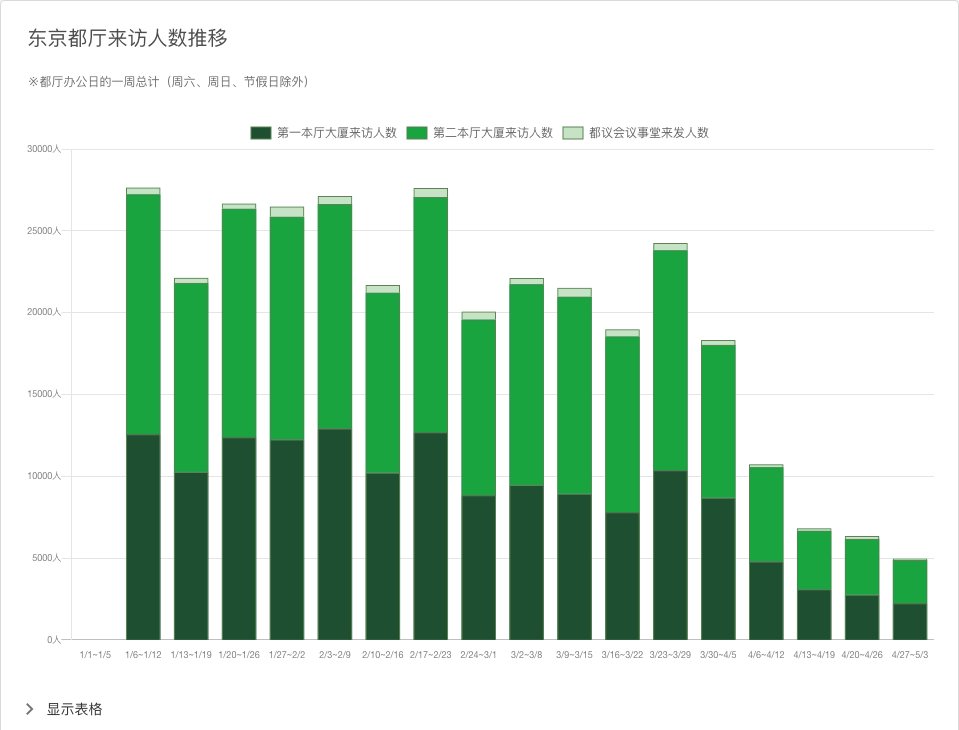 东京都厅来访人数推移
※都厅办公日的一周总计（周六、周日、节假日除外）
第一本厅大厦来访人数 第二本厅大厦来访人数 都议会议事堂来发人数
30000人
25000人
20000人
15000人
10000人
5000人
0人
1/1~1/5 1/6~1/12 1/13~1/19 1/20~1/26 1/27~2/2 2/3~2/9 2/10~2/16 2/17~2/23 2/24~3/1 3/2~3/8 3/9~3/15 3/16~3/22 3/23~3/29 3/30~4/5 4/6~4/12 4/13~4/19 4/20~4/26 4/27~5/3
显示表格